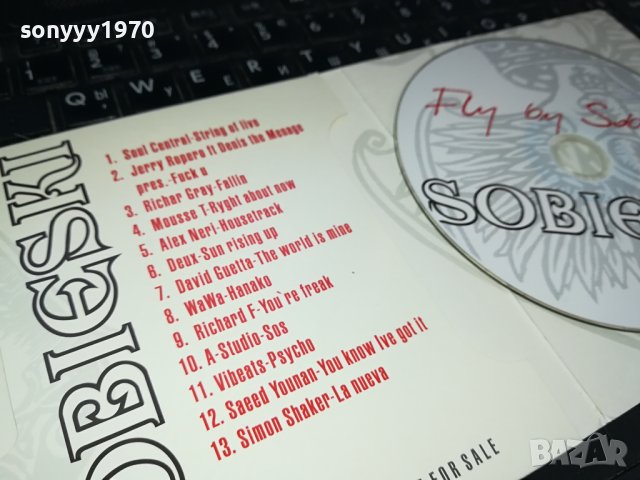 sonyyy1970
Q W E R T Y
OBIESKI
1. Soul Central-String of live
2. Jerry Ropero ft Denis the Menage
pres.-Fuck u
3. Richar Gray-Fallin
4. Mousse T-Ryght about now
5. Alex Neri-Housetrack
6. Deux-Sun rising up
7. David Guetta-The world is mine
8. WaWa-Hanako
9. Richard F-You're freak
10. A-Studio-Sos
11. Vibeats-Psycho
12. Saeed Younan-You know Ive got it
13. Simon Shaker-La nueva
FOR SALE
Fly by
SOBIE
BAZAR